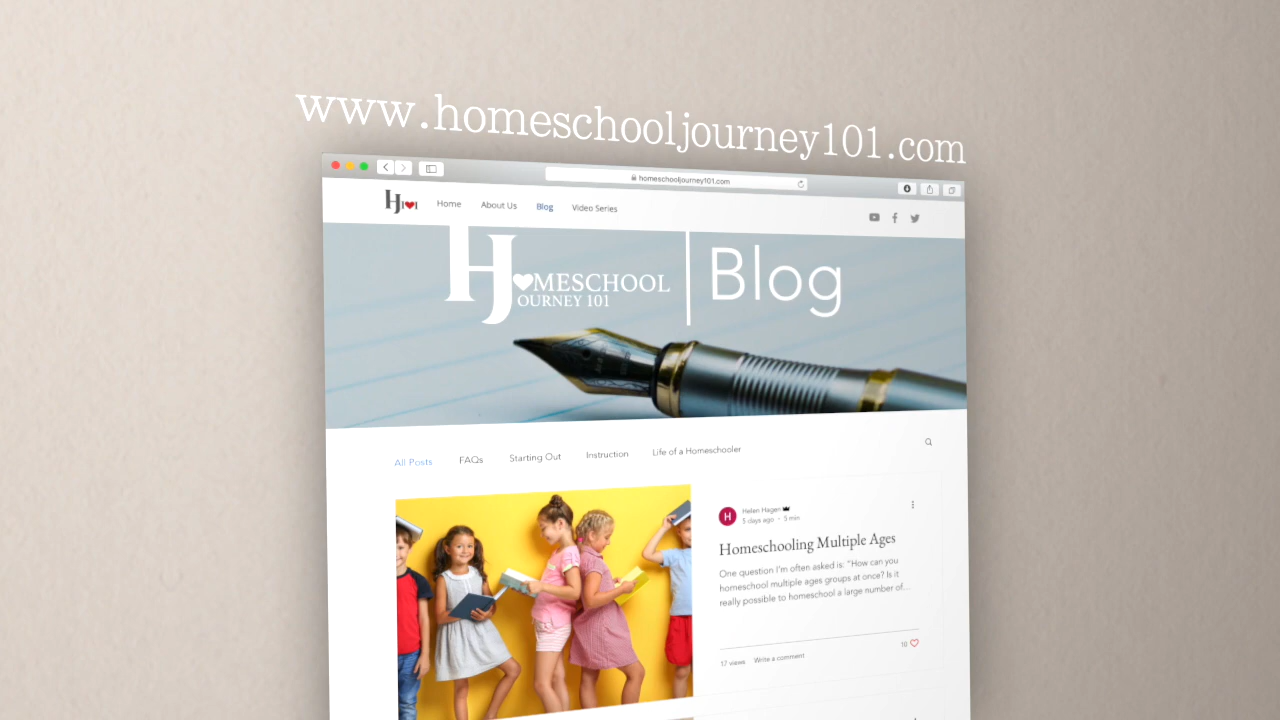 www.homeschooljourney101.com
homeschooljourney101.com
HJ101
Home
About Us
Blog
Video Series
HOMESCHOOL
JOURNEY 101
Blog
All Posts
FAQs
Starting Out
Instruction
Life of a Homeschooler
H
Helen Hagen
5 days ago · 5 min
Homeschooling Multiple Ages
One question I'm often asked is: "How can you
homeschool multiple ages groups at once? Is it
really possible to homeschool a large number of...
17 views
Write a comment
10